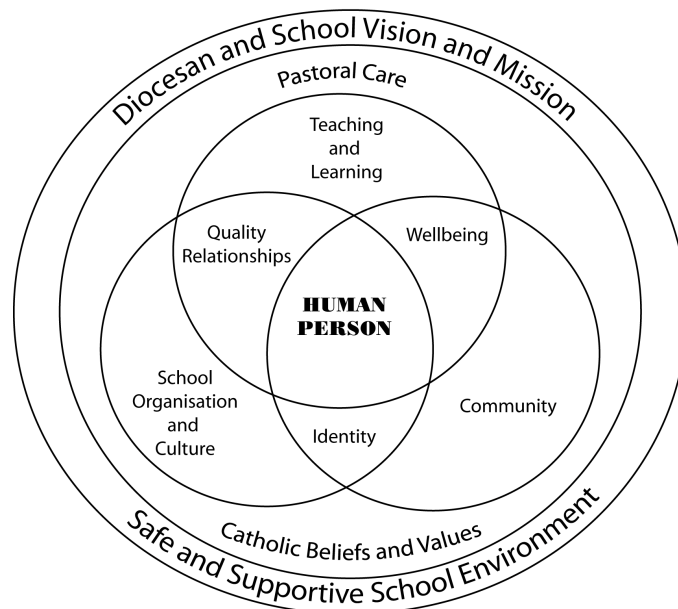 Diocesan and School Vision and Mission
Pastoral Care
Teaching
and
Learning
Quality
Relationships
Wellbeing
HUMAN
PERSON
School
Organisation
and
Culture
Community
Identity
Catholic Beliefs and Values
Safe and Supportive School Environment